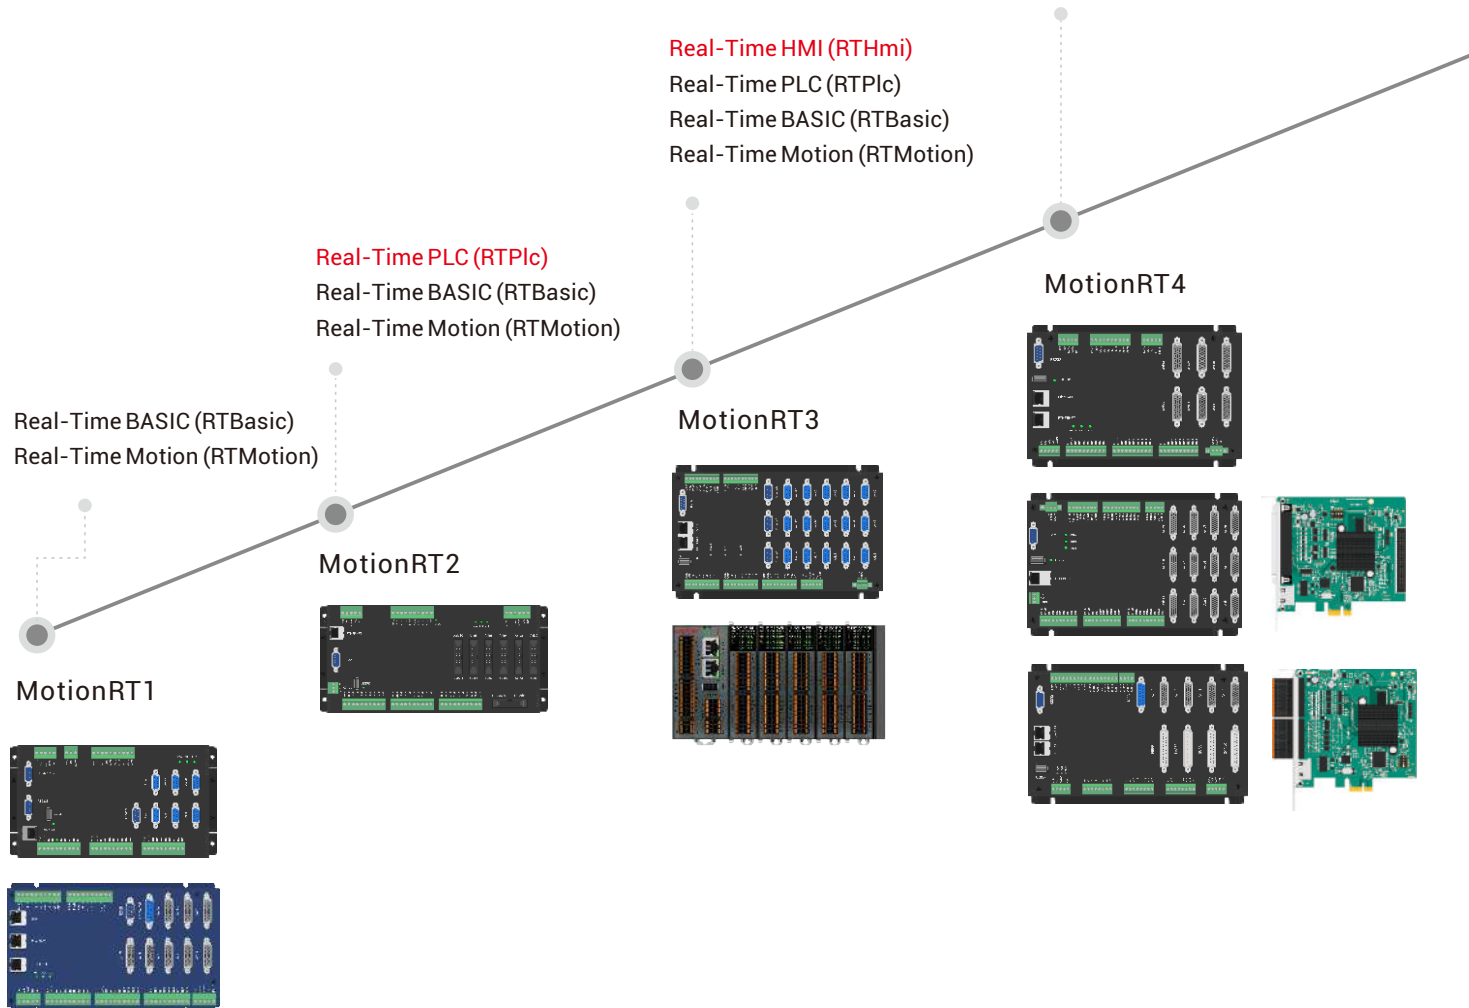 Real-Time HMI (RTHmi)
Real-Time PLC (RTPlc)
Real-Time BASIC (RTBasic)
Real-Time Motion (RTMotion)
Real-Time PLC (RTPlc)
Real-Time BASIC (RTBasic)
Real-Time Motion (RTMotion)
MotionRT4
Real-Time BASIC (RTBasic)
Real-Time Motion (RTMotion)
MotionRT3
MotionRT2
MotionRT1